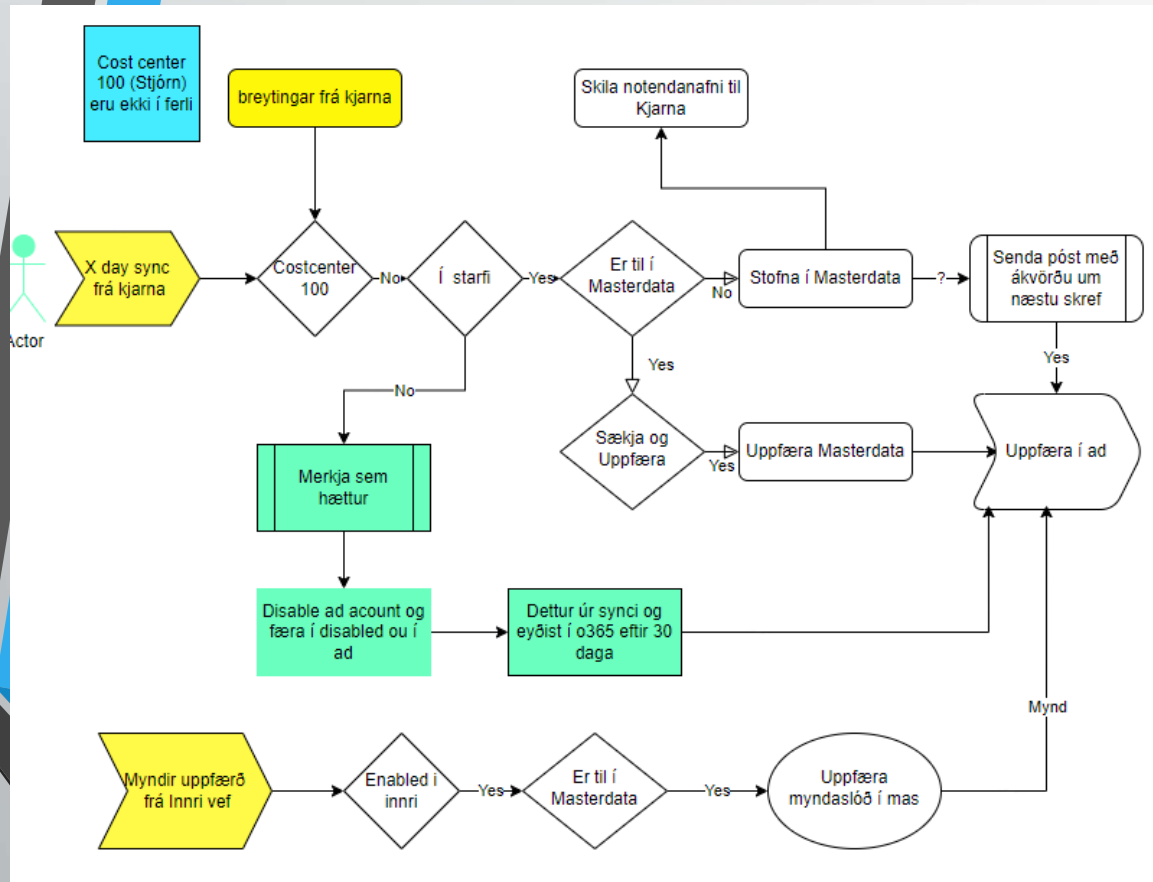 Cost center
100 (Stjórn)
eru ekki í ferli
breytingar frá kjarna
Skila notendanafni til
Kjarna
X day sync
frá kjarna
Actor
Costcenter
100
No
Í starfi
Yes
Er til í
Masterdata
No
Stofna í Masterdata
?
Senda póst með
ákvörðu um
næstu skref
Yes
Yes
No
Sækja og
Uppfæra
Yes
Uppfæra Masterdata
Uppfæra í ad
Merkja sem
hættur
Disable ad acount og
færa í disabled ou í
ad
Dettur úr synci og
eyðist í o365 eftir 30
daga
Mynd
Myndir uppfærð
frá Innri vef
Enabled i
innri
Yes
Er til í
Masterdata
Yes
Uppfæra
myndaslóð í mas